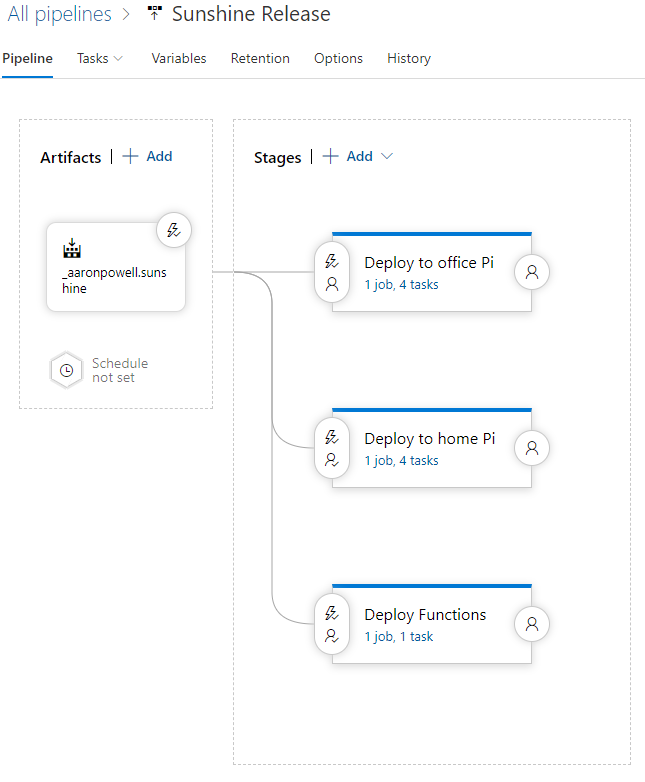 All pipelines > Sunshine Release
Pipeline Tasks Variables Retention Options History
Artifacts | + Add
Stages | + Add
_aaronpowell.suns
hine
Schedule
not set
Deploy to office Pi
1 job, 4 tasks
Deploy to home Pi
1 job, 4 tasks
Deploy Functions
1 job, 1 task